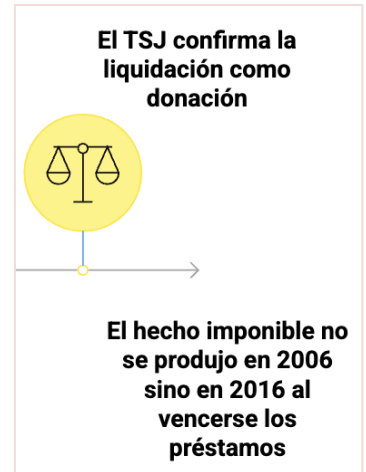 El TSJ confirma la
liquidación como
donación
El hecho imponible no
se produjo en 2006
sino en 2016 al
vencerse los
préstamos